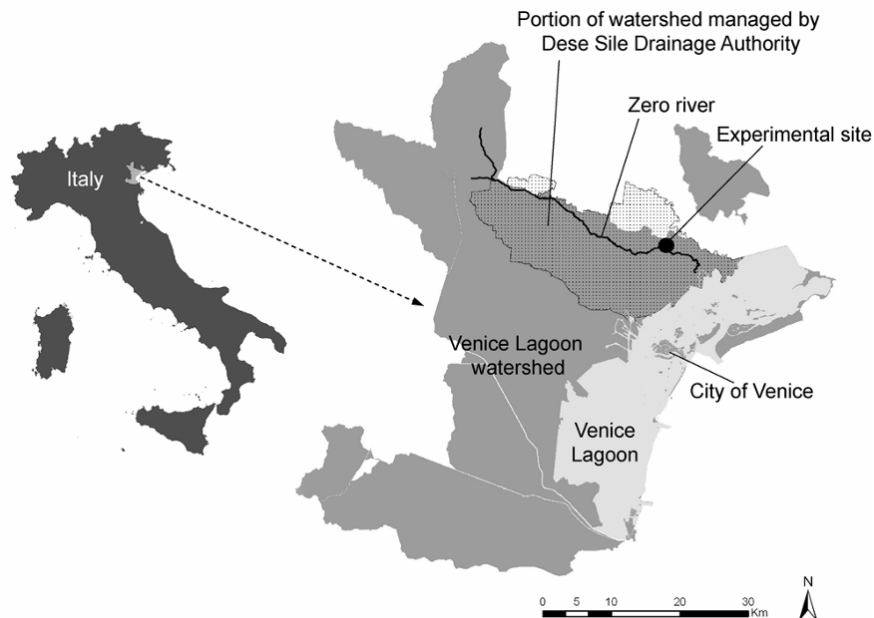 Portion of watershed managed by
Dese Sile Drainage Authority
Zero river
Experimental site
Italy
Venice Lagoon
watershed
City of Venice
Venice
Lagoon
N
0 5 10 20 30
Km